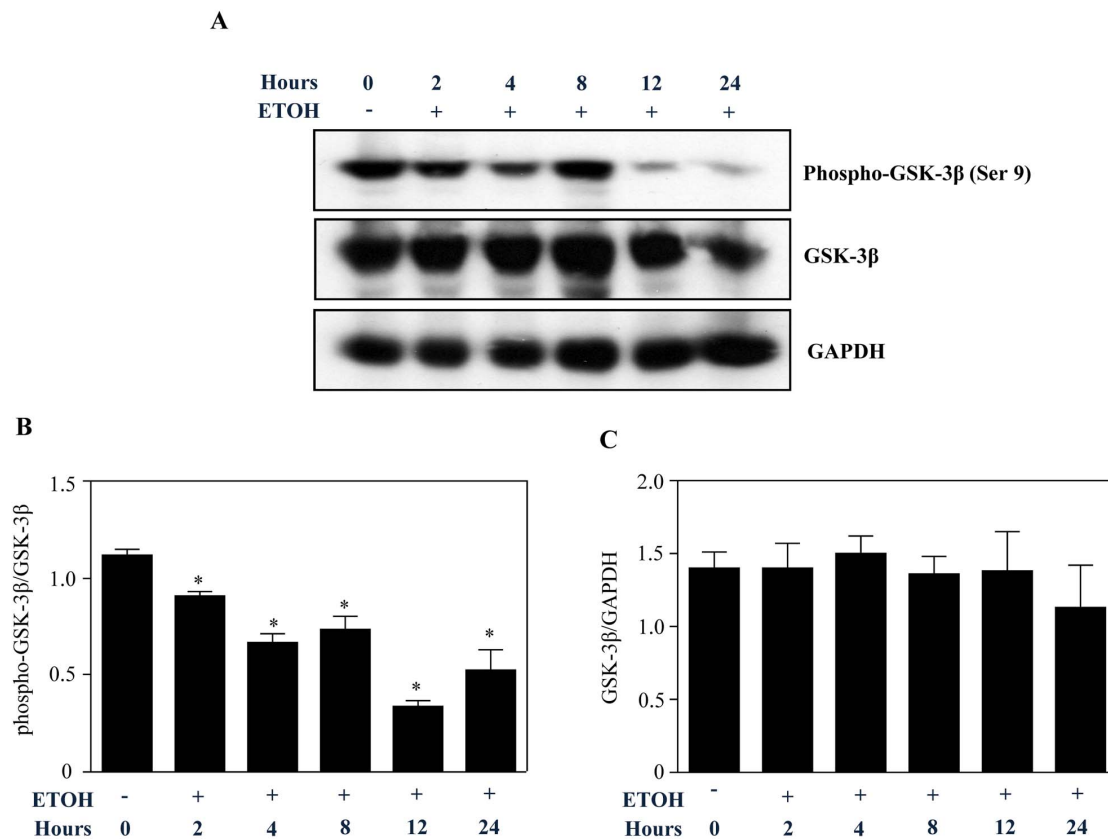 A
Hours 0 2 4 8 12 24
ETOH - + + + + +
Phospho-GSK-3β (Ser 9)
GSK-3β
GAPDH
B
phospho-GSK-3β/GSK-3β
1.5
1.0
0.5
0
* * * * *
ETOH - + + + + +
Hours 0 2 4 8 12 24
C
GSK-3β/GAPDH
2.0
1.5
1.0
0.5
0
ETOH - + + + + +
Hours 0 2 4 8 12 24